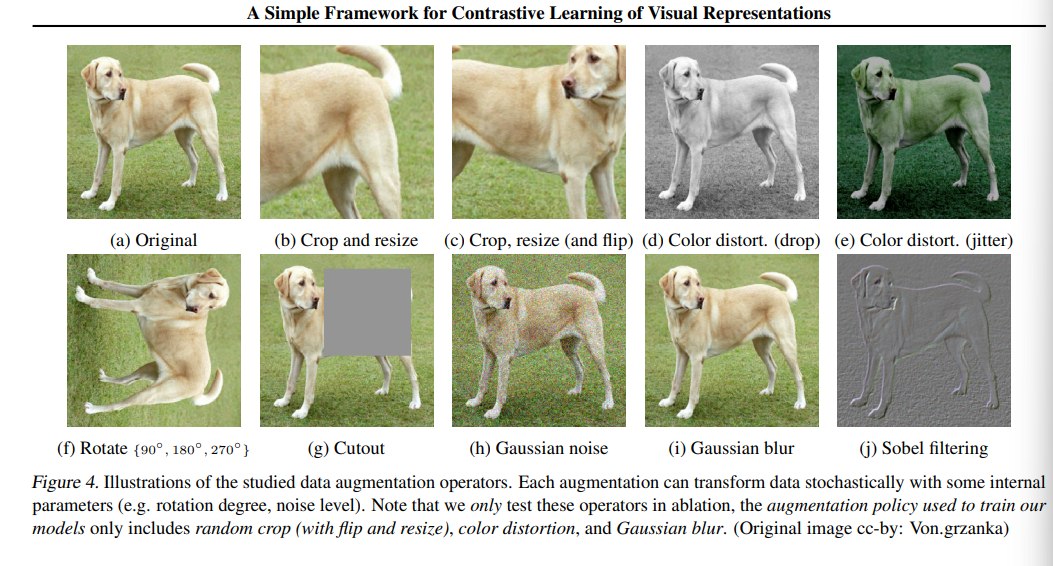 A Simple Framework for Contrastive Learning of Visual Representations
(a) Original
(b) Crop and resize
(c) Crop, resize (and flip)
(d) Color distort. (drop)
(e) Color distort. (jitter)
(f) Rotate {90°, 180°, 270°}
(g) Cutout
(h) Gaussian noise
(i) Gaussian blur
(j) Sobel filtering
Figure 4. Illustrations of the studied data augmentation operators. Each augmentation can transform data stochastically with some internal
parameters (e.g. rotation degree, noise level). Note that we only test these operators in ablation, the augmentation policy used to train our
models only includes random crop (with flip and resize), color distortion, and Gaussian blur. (Original image cc-by: Von.grzanka)